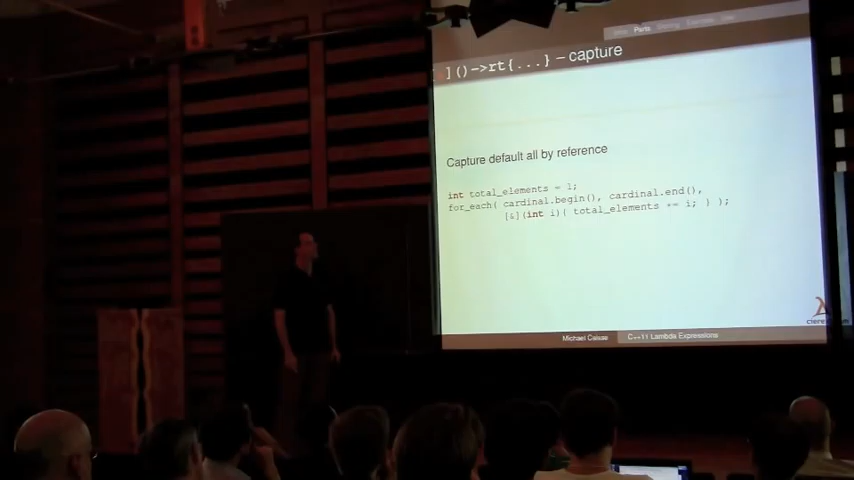 Parts
]()->rt{...} – capture
Capture default all by reference
int total_elements = 1;
for_each( cardinal.begin(), cardinal.end(),
[&](int i){ total_elements *= i; } );
Michael Caisse
C++11 Lambda Expressions